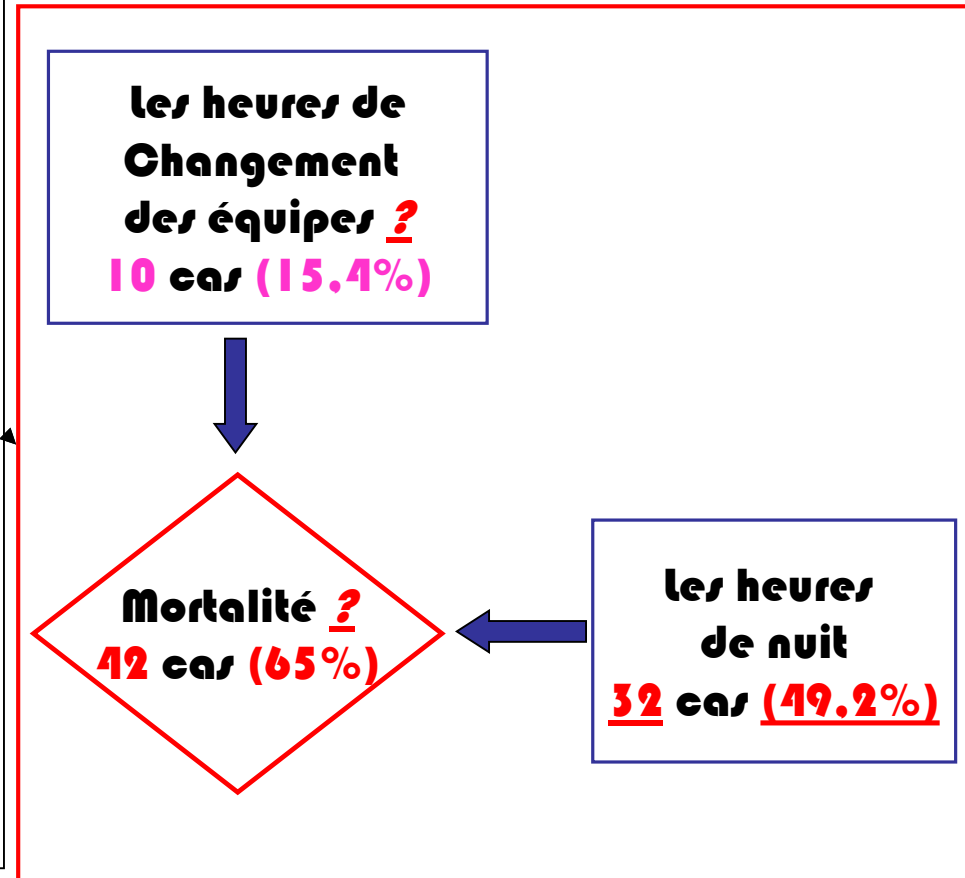 Les heures de
Changement
des équipes ?
10 cas (15,4%)
Mortalité ?
42 cas (65%)
Les heures
de nuit
32 cas (49,2%)